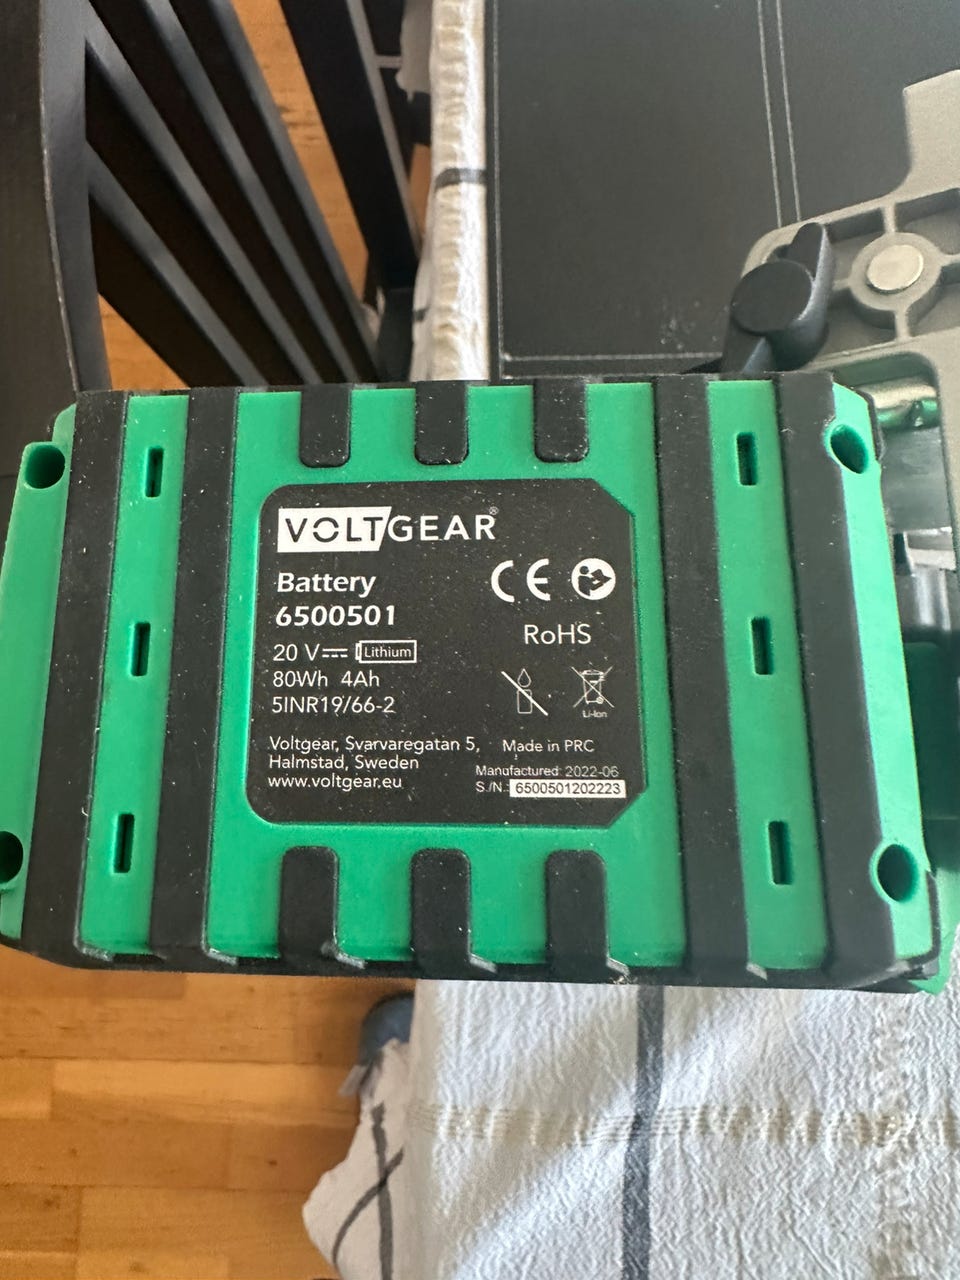 VOLTGEAR®
Battery
6500501
20 V⎓ Lithium
80Wh 4Ah
5INR19/66-2
CE
RoHS
Li-Ion
Voltgear, Svarvaregatan 5,
Halmstad, Sweden
www.voltgear.eu
Made in PRC
Manufactured: 2022-06
S./N.: 6500501202223